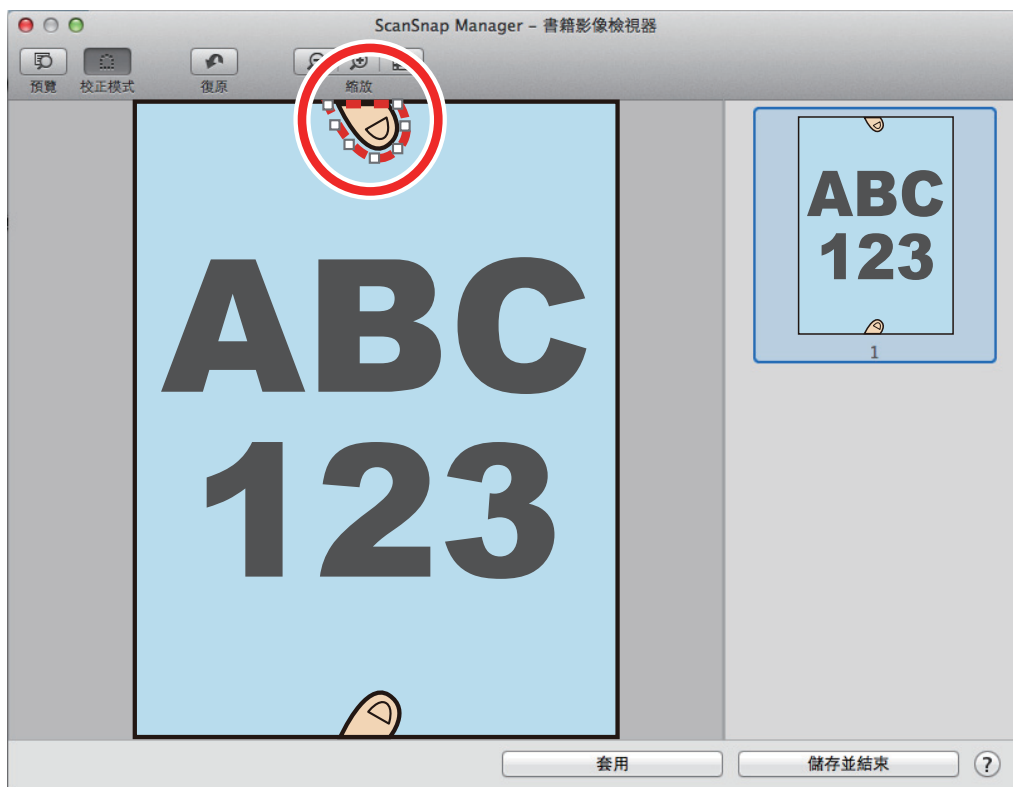 ScanSnap Manager – 書籍影像檢視器
預覽 校正模式 復原 縮放
ABC
123
ABC
123
1
套用 儲存並結束 ?